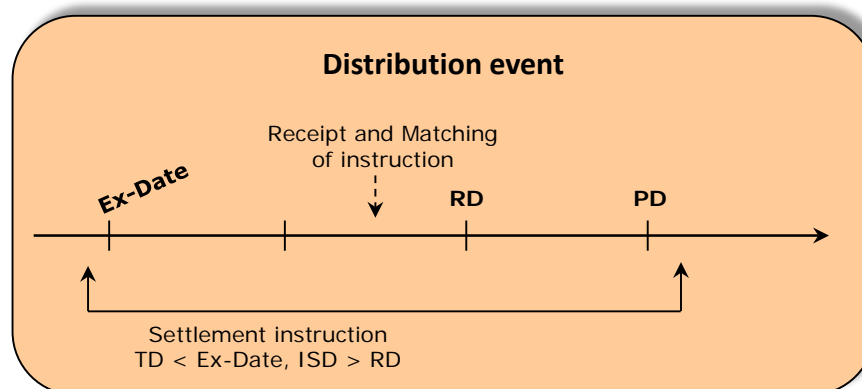 Distribution event
Receipt and Matching
of instruction
Ex-Date
RD
PD
Settlement instruction
TD < Ex-Date, ISD > RD